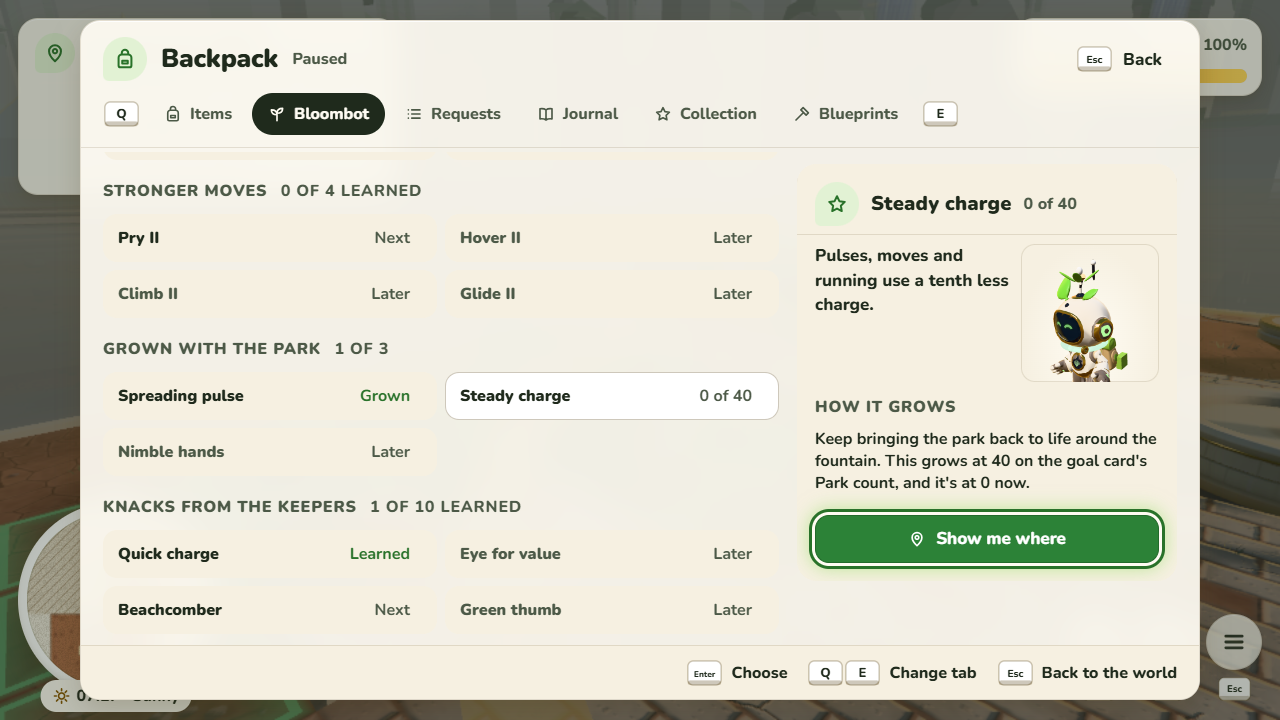 Backpack Paused
Esc Back
100%
Q Items Bloombot Requests Journal Collection Blueprints E
STRONGER MOVES 0 OF 4 LEARNED
Pry II Next
Hover II Later
Climb II Later
Glide II Later
GROWN WITH THE PARK 1 OF 3
Spreading pulse Grown
Steady charge 0 of 40
Nimble hands Later
KNACKS FROM THE KEEPERS 1 OF 10 LEARNED
Quick charge Learned
Eye for value Later
Beachcomber Next
Green thumb Later
Steady charge 0 of 40
Pulses, moves and
running use a tenth less
charge.
HOW IT GROWS
Keep bringing the park back to life around the
fountain. This grows at 40 on the goal card's
Park count, and it's at 0 now.
Show me where
Enter Choose Q E Change tab Esc Back to the world
Esc